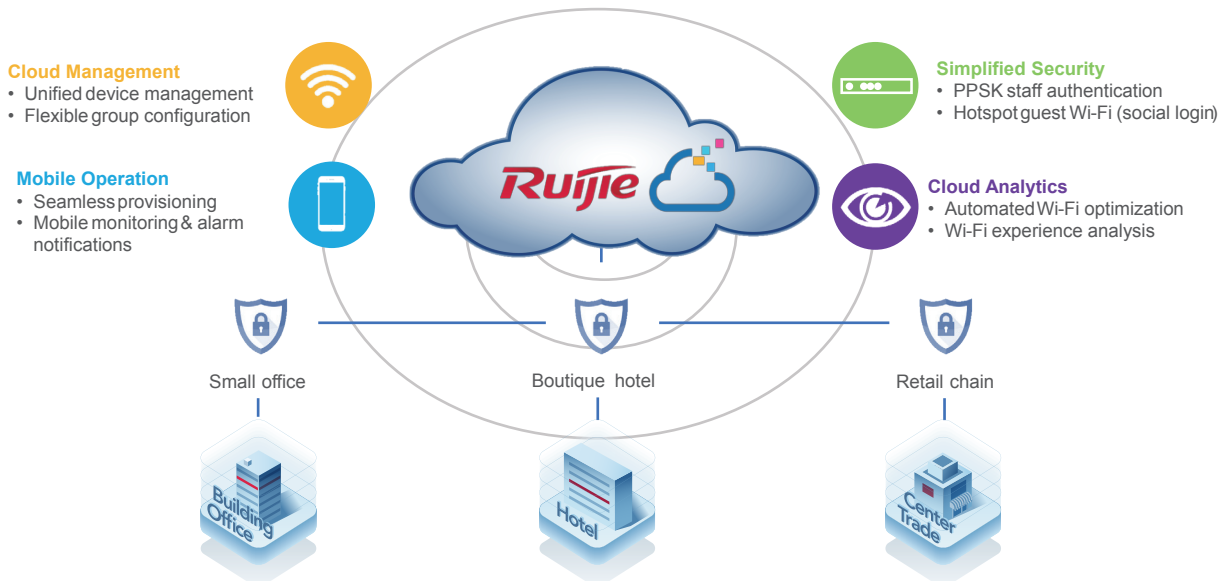 Cloud Management
• Unified device management
• Flexible group configuration
Mobile Operation
• Seamless provisioning
• Mobile monitoring & alarm
notifications
Ruijie
Simplified Security
• PPSK staff authentication
• Hotspot guest Wi-Fi (social login)
Cloud Analytics
• Automated Wi-Fi optimization
• Wi-Fi experience analysis
Small office
Boutique hotel
Retail chain
Building
Office
Hotel
Center
Trade